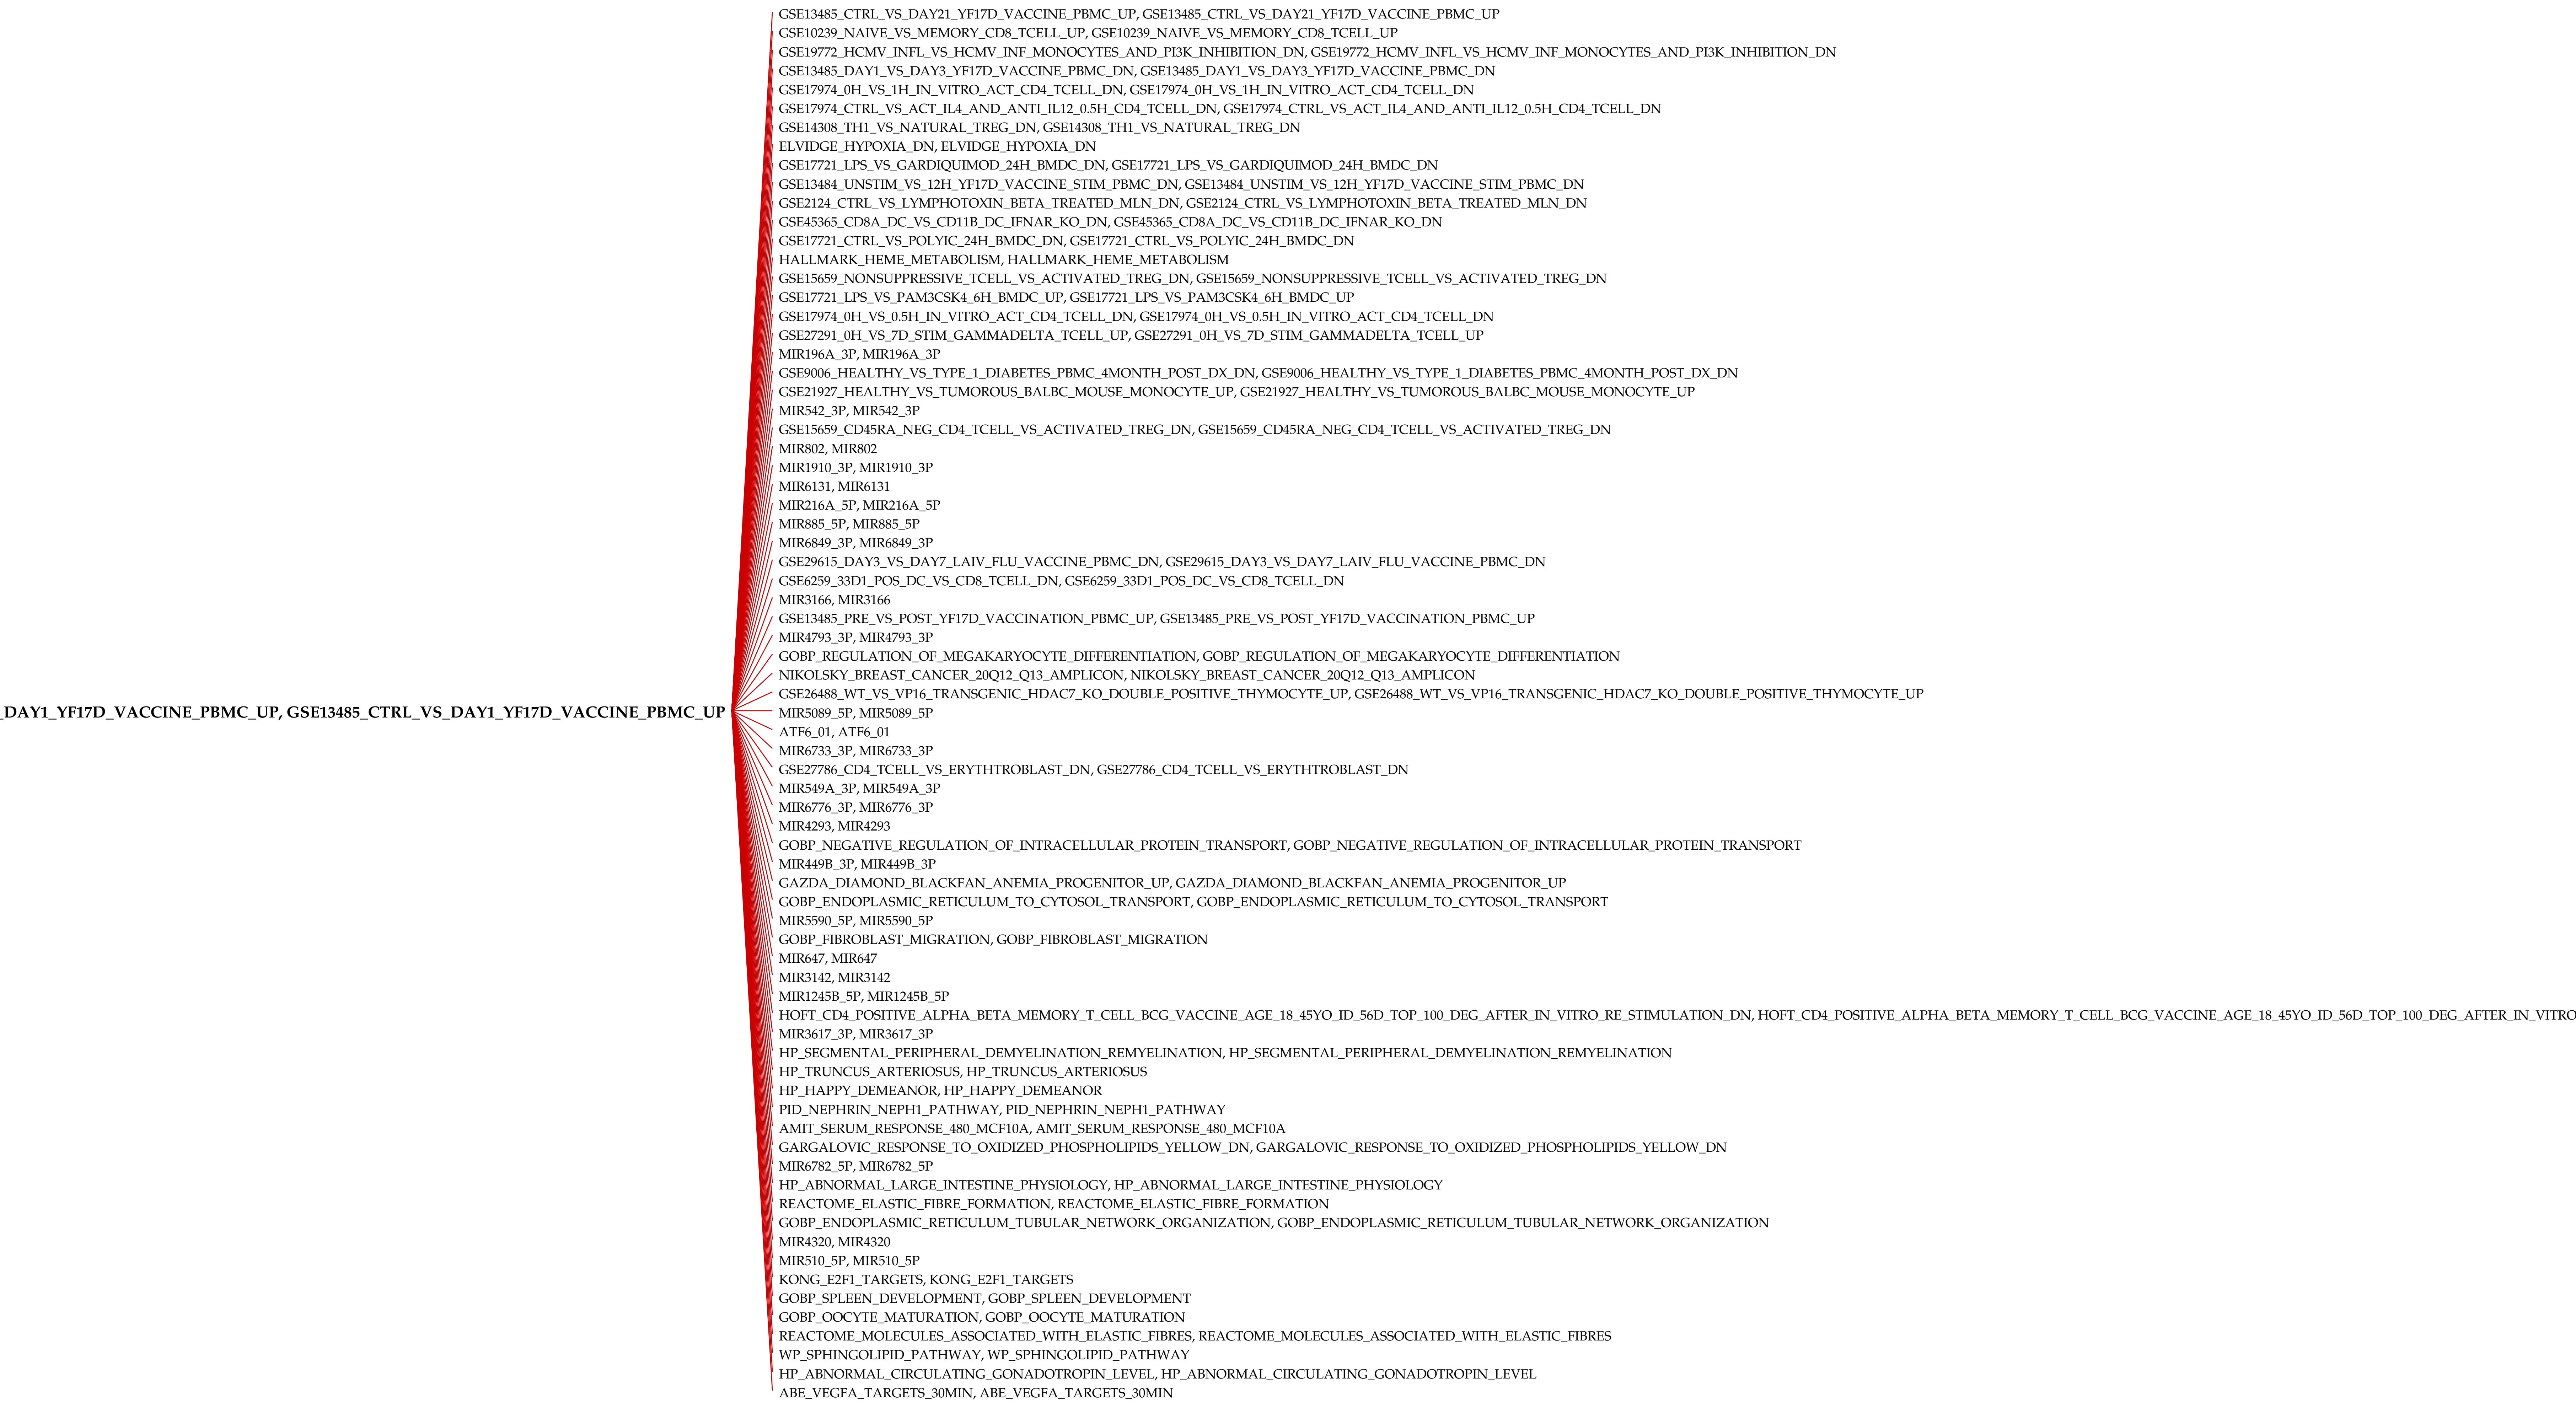 GSE13485_CTRL_VS_DAY21_YF17D_VACCINE_PBMC_UP, GSE13485_CTRL_VS_DAY21_YF17D_VACCINE_PBMC_UP
GSE10239_NAIVE_VS_MEMORY_CD8_TCELL_UP, GSE10239_NAIVE_VS_MEMORY_CD8_TCELL_UP
GSE19772_HCMV_INFL_VS_HCMV_INF_MONOCYTES_AND_PI3K_INHIBITION_DN, GSE19772_HCMV_INFL_VS_HCMV_INF_MONOCYTES_AND_PI3K_INHIBITION_DN
GSE13485_DAY1_VS_DAY3_YF17D_VACCINE_PBMC_DN, GSE13485_DAY1_VS_DAY3_YF17D_VACCINE_PBMC_DN
GSE17974_0H_VS_1H_IN_VITRO_ACT_CD4_TCELL_DN, GSE17974_0H_VS_1H_IN_VITRO_ACT_CD4_TCELL_DN
GSE17974_CTRL_VS_ACT_IL4_AND_ANTI_IL12_0.5H_CD4_TCELL_DN, GSE17974_CTRL_VS_ACT_IL4_AND_ANTI_IL12_0.5H_CD4_TCELL_DN
GSE14308_TH1_VS_NATURAL_TREG_DN, GSE14308_TH1_VS_NATURAL_TREG_DN
ELVIDGE_HYPOXIA_DN, ELVIDGE_HYPOXIA_DN
GSE17721_LPS_VS_GARDIQUIMOD_24H_BMDC_DN, GSE17721_LPS_VS_GARDIQUIMOD_24H_BMDC_DN
GSE13484_UNSTIM_VS_12H_YF17D_VACCINE_STIM_PBMC_DN, GSE13484_UNSTIM_VS_12H_YF17D_VACCINE_STIM_PBMC_DN
GSE2124_CTRL_VS_LYMPHOTOXIN_BETA_TREATED_MLN_DN, GSE2124_CTRL_VS_LYMPHOTOXIN_BETA_TREATED_MLN_DN
GSE45365_CD8A_DC_VS_CD11B_DC_IFNAR_KO_DN, GSE45365_CD8A_DC_VS_CD11B_DC_IFNAR_KO_DN
GSE17721_CTRL_VS_POLYIC_24H_BMDC_DN, GSE17721_CTRL_VS_POLYIC_24H_BMDC_DN
HALLMARK_HEME_METABOLISM, HALLMARK_HEME_METABOLISM
GSE15659_NONSUPPRESSIVE_TCELL_VS_ACTIVATED_TREG_DN, GSE15659_NONSUPPRESSIVE_TCELL_VS_ACTIVATED_TREG_DN
GSE17721_LPS_VS_PAM3CSK4_6H_BMDC_UP, GSE17721_LPS_VS_PAM3CSK4_6H_BMDC_UP
GSE17974_0H_VS_0.5H_IN_VITRO_ACT_CD4_TCELL_DN, GSE17974_0H_VS_0.5H_IN_VITRO_ACT_CD4_TCELL_DN
GSE27291_0H_VS_7D_STIM_GAMMADELTA_TCELL_UP, GSE27291_0H_VS_7D_STIM_GAMMADELTA_TCELL_UP
MIR196A_3P, MIR196A_3P
GSE9006_HEALTHY_VS_TYPE_1_DIABETES_PBMC_4MONTH_POST_DX_DN, GSE9006_HEALTHY_VS_TYPE_1_DIABETES_PBMC_4MONTH_POST_DX_DN
GSE21927_HEALTHY_VS_TUMOROUS_BALBC_MOUSE_MONOCYTE_UP, GSE21927_HEALTHY_VS_TUMOROUS_BALBC_MOUSE_MONOCYTE_UP
MIR542_3P, MIR542_3P
GSE15659_CD45RA_NEG_CD4_TCELL_VS_ACTIVATED_TREG_DN, GSE15659_CD45RA_NEG_CD4_TCELL_VS_ACTIVATED_TREG_DN
MIR802, MIR802
MIR1910_3P, MIR1910_3P
MIR6131, MIR6131
MIR216A_5P, MIR216A_5P
MIR885_5P, MIR885_5P
MIR6849_3P, MIR6849_3P
GSE29615_DAY3_VS_DAY7_LAIV_FLU_VACCINE_PBMC_DN, GSE29615_DAY3_VS_DAY7_LAIV_FLU_VACCINE_PBMC_DN
GSE6259_33D1_POS_DC_VS_CD8_TCELL_DN, GSE6259_33D1_POS_DC_VS_CD8_TCELL_DN
MIR3166, MIR3166
GSE13485_PRE_VS_POST_YF17D_VACCINATION_PBMC_UP, GSE13485_PRE_VS_POST_YF17D_VACCINATION_PBMC_UP
MIR4793_3P, MIR4793_3P
GOBP_REGULATION_OF_MEGAKARYOCYTE_DIFFERENTIATION, GOBP_REGULATION_OF_MEGAKARYOCYTE_DIFFERENTIATION
NIKOLSKY_BREAST_CANCER_20Q12_Q13_AMPLICON, NIKOLSKY_BREAST_CANCER_20Q12_Q13_AMPLICON
GSE26488_WT_VS_VP16_TRANSGENIC_HDAC7_KO_DOUBLE_POSITIVE_THYMOCYTE_UP, GSE26488_WT_VS_VP16_TRANSGENIC_HDAC7_KO_DOUBLE_POSITIVE_THYMOCYTE_UP
_DAY1_YF17D_VACCINE_PBMC_UP, GSE13485_CTRL_VS_DAY1_YF17D_VACCINE_PBMC_UP
MIR5089_5P, MIR5089_5P
ATF6_01, ATF6_01
MIR6733_3P, MIR6733_3P
GSE27786_CD4_TCELL_VS_ERYTHTROBLAST_DN, GSE27786_CD4_TCELL_VS_ERYTHTROBLAST_DN
MIR549A_3P, MIR549A_3P
MIR6776_3P, MIR6776_3P
MIR4293, MIR4293
GOBP_NEGATIVE_REGULATION_OF_INTRACELLULAR_PROTEIN_TRANSPORT, GOBP_NEGATIVE_REGULATION_OF_INTRACELLULAR_PROTEIN_TRANSPORT
MIR449B_3P, MIR449B_3P
GAZDA_DIAMOND_BLACKFAN_ANEMIA_PROGENITOR_UP, GAZDA_DIAMOND_BLACKFAN_ANEMIA_PROGENITOR_UP
GOBP_ENDOPLASMIC_RETICULUM_TO_CYTOSOL_TRANSPORT, GOBP_ENDOPLASMIC_RETICULUM_TO_CYTOSOL_TRANSPORT
MIR5590_5P, MIR5590_5P
GOBP_FIBROBLAST_MIGRATION, GOBP_FIBROBLAST_MIGRATION
MIR647, MIR647
MIR3142, MIR3142
MIR1245B_5P, MIR1245B_5P
HOFT_CD4_POSITIVE_ALPHA_BETA_MEMORY_T_CELL_BCG_VACCINE_AGE_18_45YO_ID_56D_TOP_100_DEG_AFTER_IN_VITRO_RE_STIMULATION_DN, HOFT_CD4_POSITIVE_ALPHA_BETA_MEMORY_T_CELL_BCG_VACCINE_AGE_18_45YO_ID_56D_TOP_100_DEG_AFTER_IN_VITRO
MIR3617_3P, MIR3617_3P
HP_SEGMENTAL_PERIPHERAL_DEMYELINATION_REMYELINATION, HP_SEGMENTAL_PERIPHERAL_DEMYELINATION_REMYELINATION
HP_TRUNCUS_ARTERIOSUS, HP_TRUNCUS_ARTERIOSUS
HP_HAPPY_DEMEANOR, HP_HAPPY_DEMEANOR
PID_NEPHRIN_NEPH1_PATHWAY, PID_NEPHRIN_NEPH1_PATHWAY
AMIT_SERUM_RESPONSE_480_MCF10A, AMIT_SERUM_RESPONSE_480_MCF10A
GARGALOVIC_RESPONSE_TO_OXIDIZED_PHOSPHOLIPIDS_YELLOW_DN, GARGALOVIC_RESPONSE_TO_OXIDIZED_PHOSPHOLIPIDS_YELLOW_DN
MIR6782_5P, MIR6782_5P
HP_ABNORMAL_LARGE_INTESTINE_PHYSIOLOGY, HP_ABNORMAL_LARGE_INTESTINE_PHYSIOLOGY
REACTOME_ELASTIC_FIBRE_FORMATION, REACTOME_ELASTIC_FIBRE_FORMATION
GOBP_ENDOPLASMIC_RETICULUM_TUBULAR_NETWORK_ORGANIZATION, GOBP_ENDOPLASMIC_RETICULUM_TUBULAR_NETWORK_ORGANIZATION
MIR4320, MIR4320
MIR510_5P, MIR510_5P
KONG_E2F1_TARGETS, KONG_E2F1_TARGETS
GOBP_SPLEEN_DEVELOPMENT, GOBP_SPLEEN_DEVELOPMENT
GOBP_OOCYTE_MATURATION, GOBP_OOCYTE_MATURATION
REACTOME_MOLECULES_ASSOCIATED_WITH_ELASTIC_FIBRES, REACTOME_MOLECULES_ASSOCIATED_WITH_ELASTIC_FIBRES
WP_SPHINGOLIPID_PATHWAY, WP_SPHINGOLIPID_PATHWAY
HP_ABNORMAL_CIRCULATING_GONADOTROPIN_LEVEL, HP_ABNORMAL_CIRCULATING_GONADOTROPIN_LEVEL
ABE_VEGFA_TARGETS_30MIN, ABE_VEGFA_TARGETS_30MIN